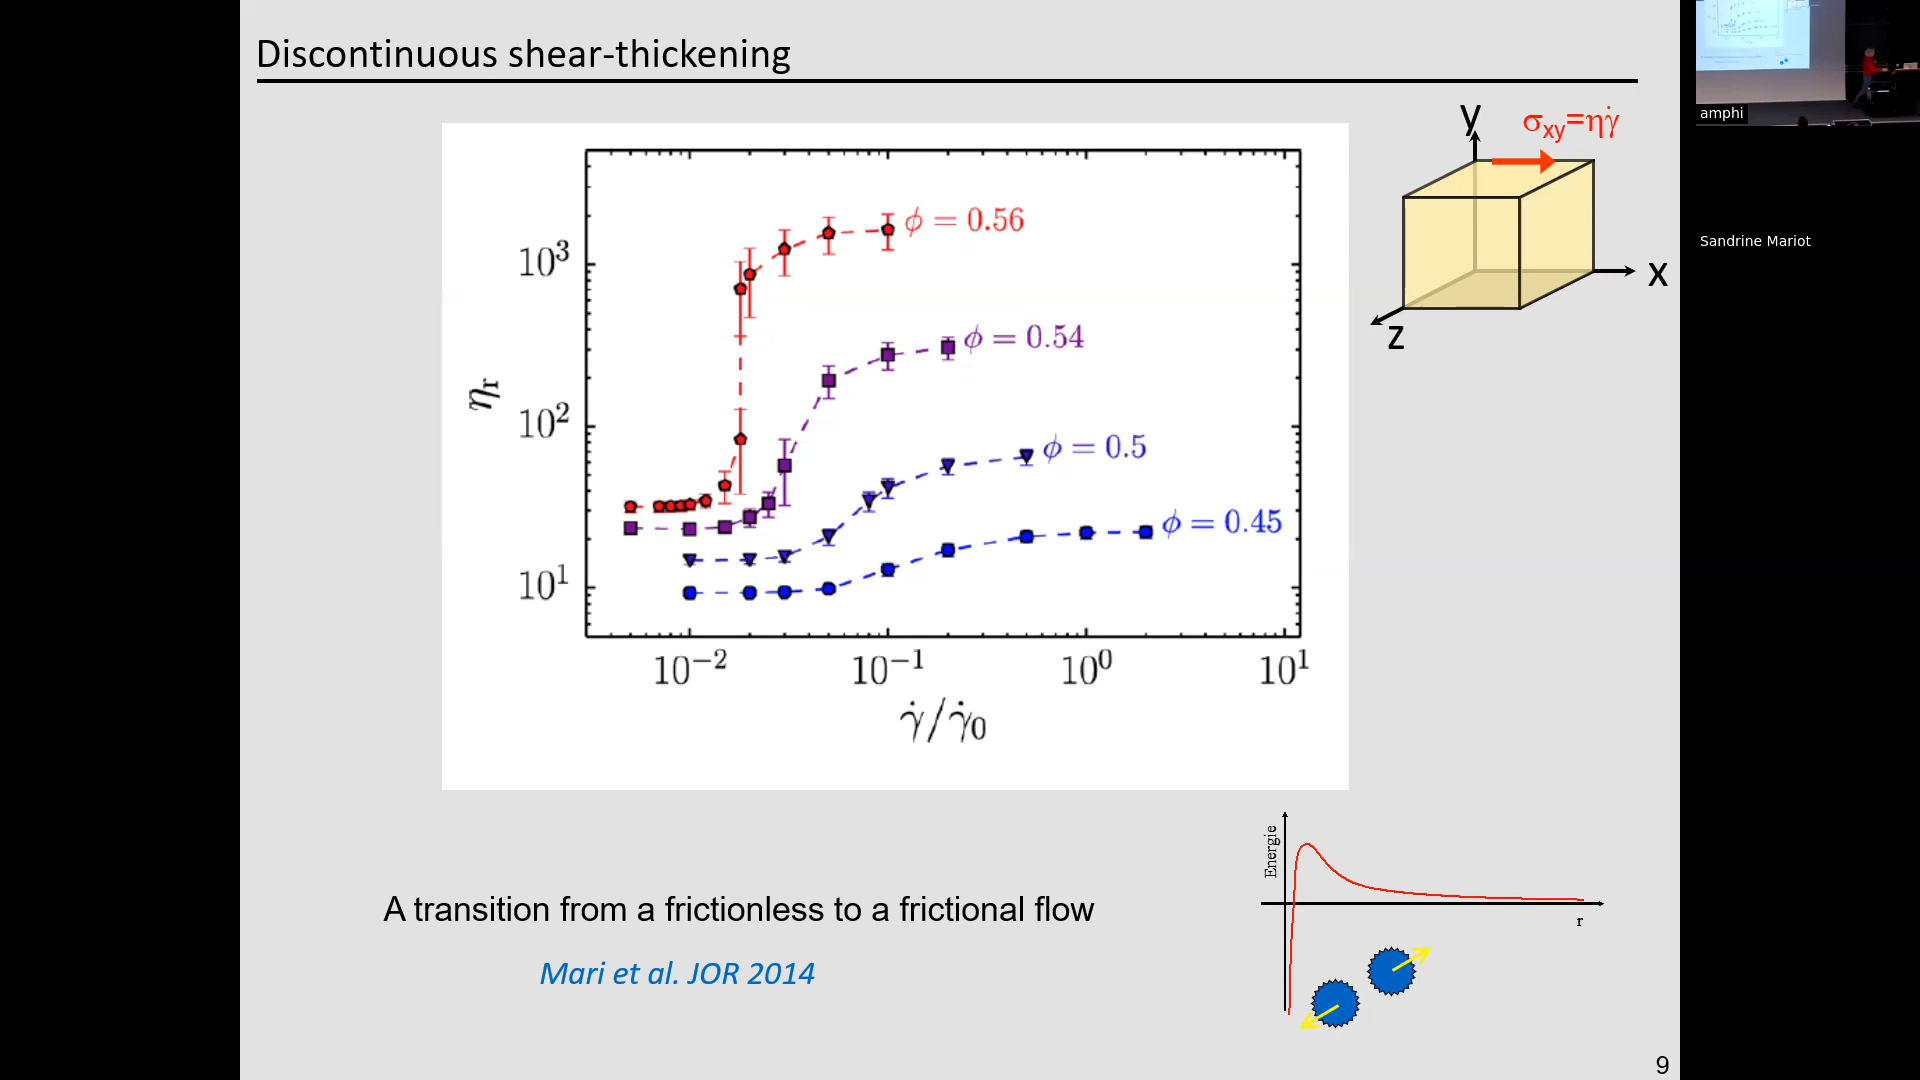 Discontinuous shear-thickening
y
σxy=ηγ̇
x
z
ϕ = 0.56
ϕ = 0.54
ϕ = 0.5
ϕ = 0.45
ηr
10³
10²
10¹
10⁻²
10⁻¹
10⁰
10¹
γ̇/γ̇0
A transition from a frictionless to a frictional flow
Mari et al. JOR 2014
Energie
r
9
amphi
Sandrine Mariot